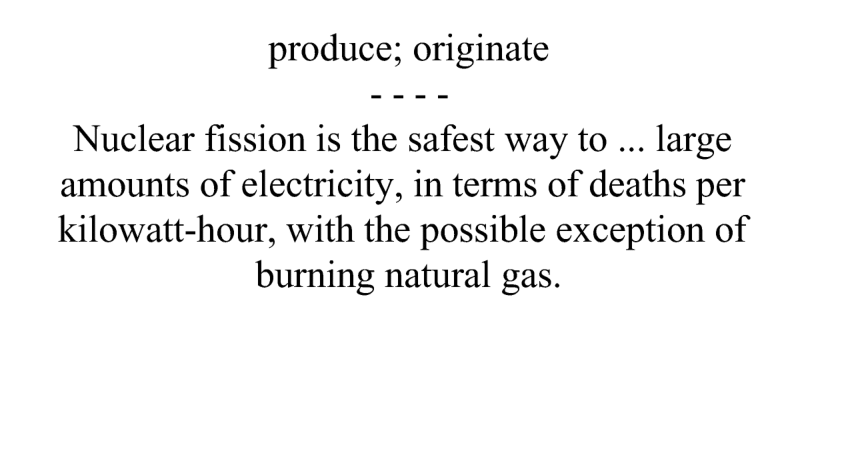 produce; originate
- - - -
Nuclear fission is the safest way to ... large
amounts of electricity, in terms of deaths per
kilowatt-hour, with the possible exception of
burning natural gas.